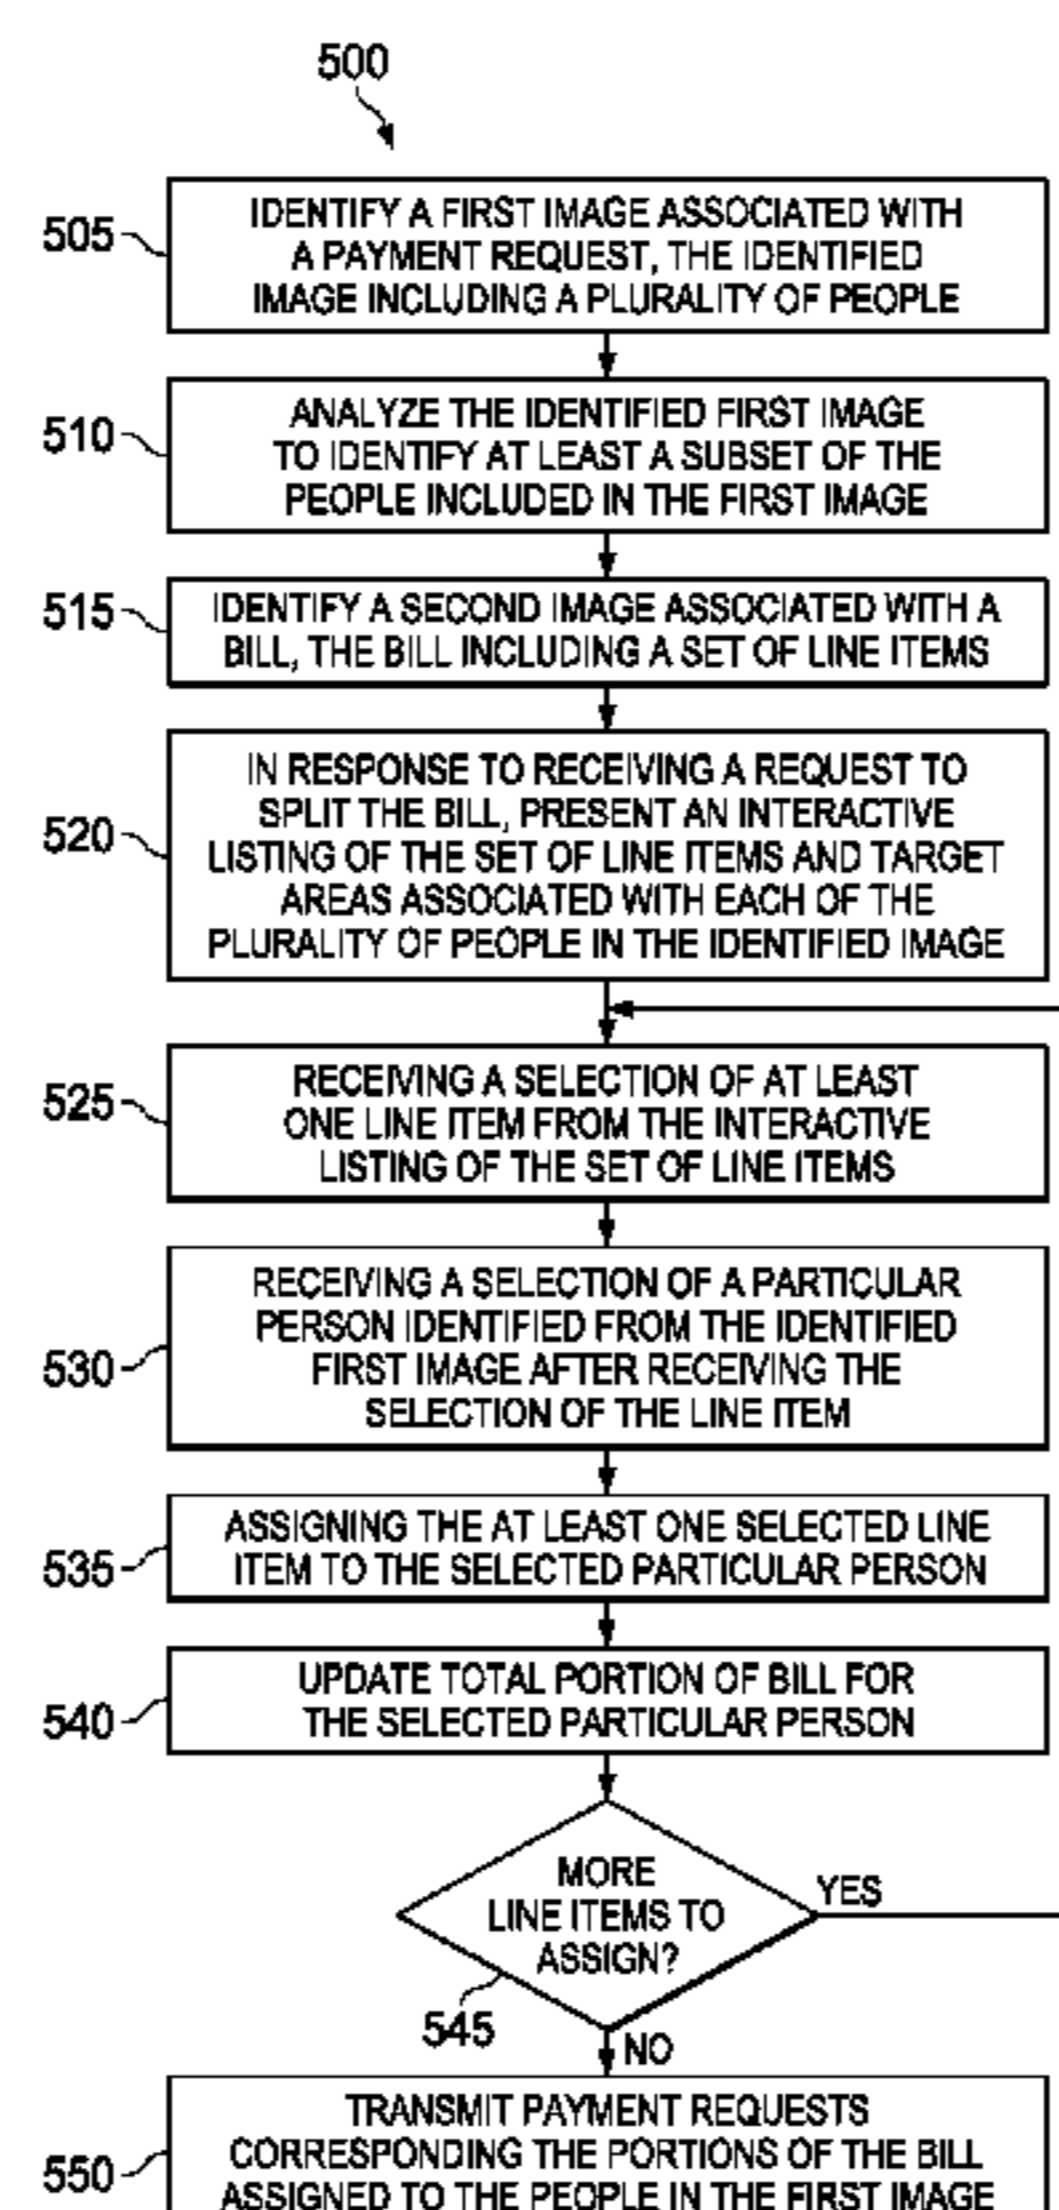 500
505
IDENTIFY A FIRST IMAGE ASSOCIATED WITH
A PAYMENT REQUEST, THE IDENTIFIED
IMAGE INCLUDING A PLURALITY OF PEOPLE
510
ANALYZE THE IDENTIFIED FIRST IMAGE
TO IDENTIFY AT LEAST A SUBSET OF THE
PEOPLE INCLUDED IN THE FIRST IMAGE
515
IDENTIFY A SECOND IMAGE ASSOCIATED WITH A
BILL, THE BILL INCLUDING A SET OF LINE ITEMS
520
IN RESPONSE TO RECEIVING A REQUEST TO
SPLIT THE BILL, PRESENT AN INTERACTIVE
LISTING OF THE SET OF LINE ITEMS AND TARGET
AREAS ASSOCIATED WITH EACH OF THE
PLURALITY OF PEOPLE IN THE IDENTIFIED IMAGE
525
RECEIVING A SELECTION OF AT LEAST
ONE LINE ITEM FROM THE INTERACTIVE
LISTING OF THE SET OF LINE ITEMS
530
RECEIVING A SELECTION OF A PARTICULAR
PERSON IDENTIFIED FROM THE IDENTIFIED
FIRST IMAGE AFTER RECEIVING THE
SELECTION OF THE LINE ITEM
535
ASSIGNING THE AT LEAST ONE SELECTED LINE
ITEM TO THE SELECTED PARTICULAR PERSON
540
UPDATE TOTAL PORTION OF BILL FOR
THE SELECTED PARTICULAR PERSON
MORE
LINE ITEMS TO
ASSIGN?
YES
545
NO
550
TRANSMIT PAYMENT REQUESTS
CORRESPONDING THE PORTIONS OF THE BILL
ASSIGNED TO THE PEOPLE IN THE FIRST IMAGE